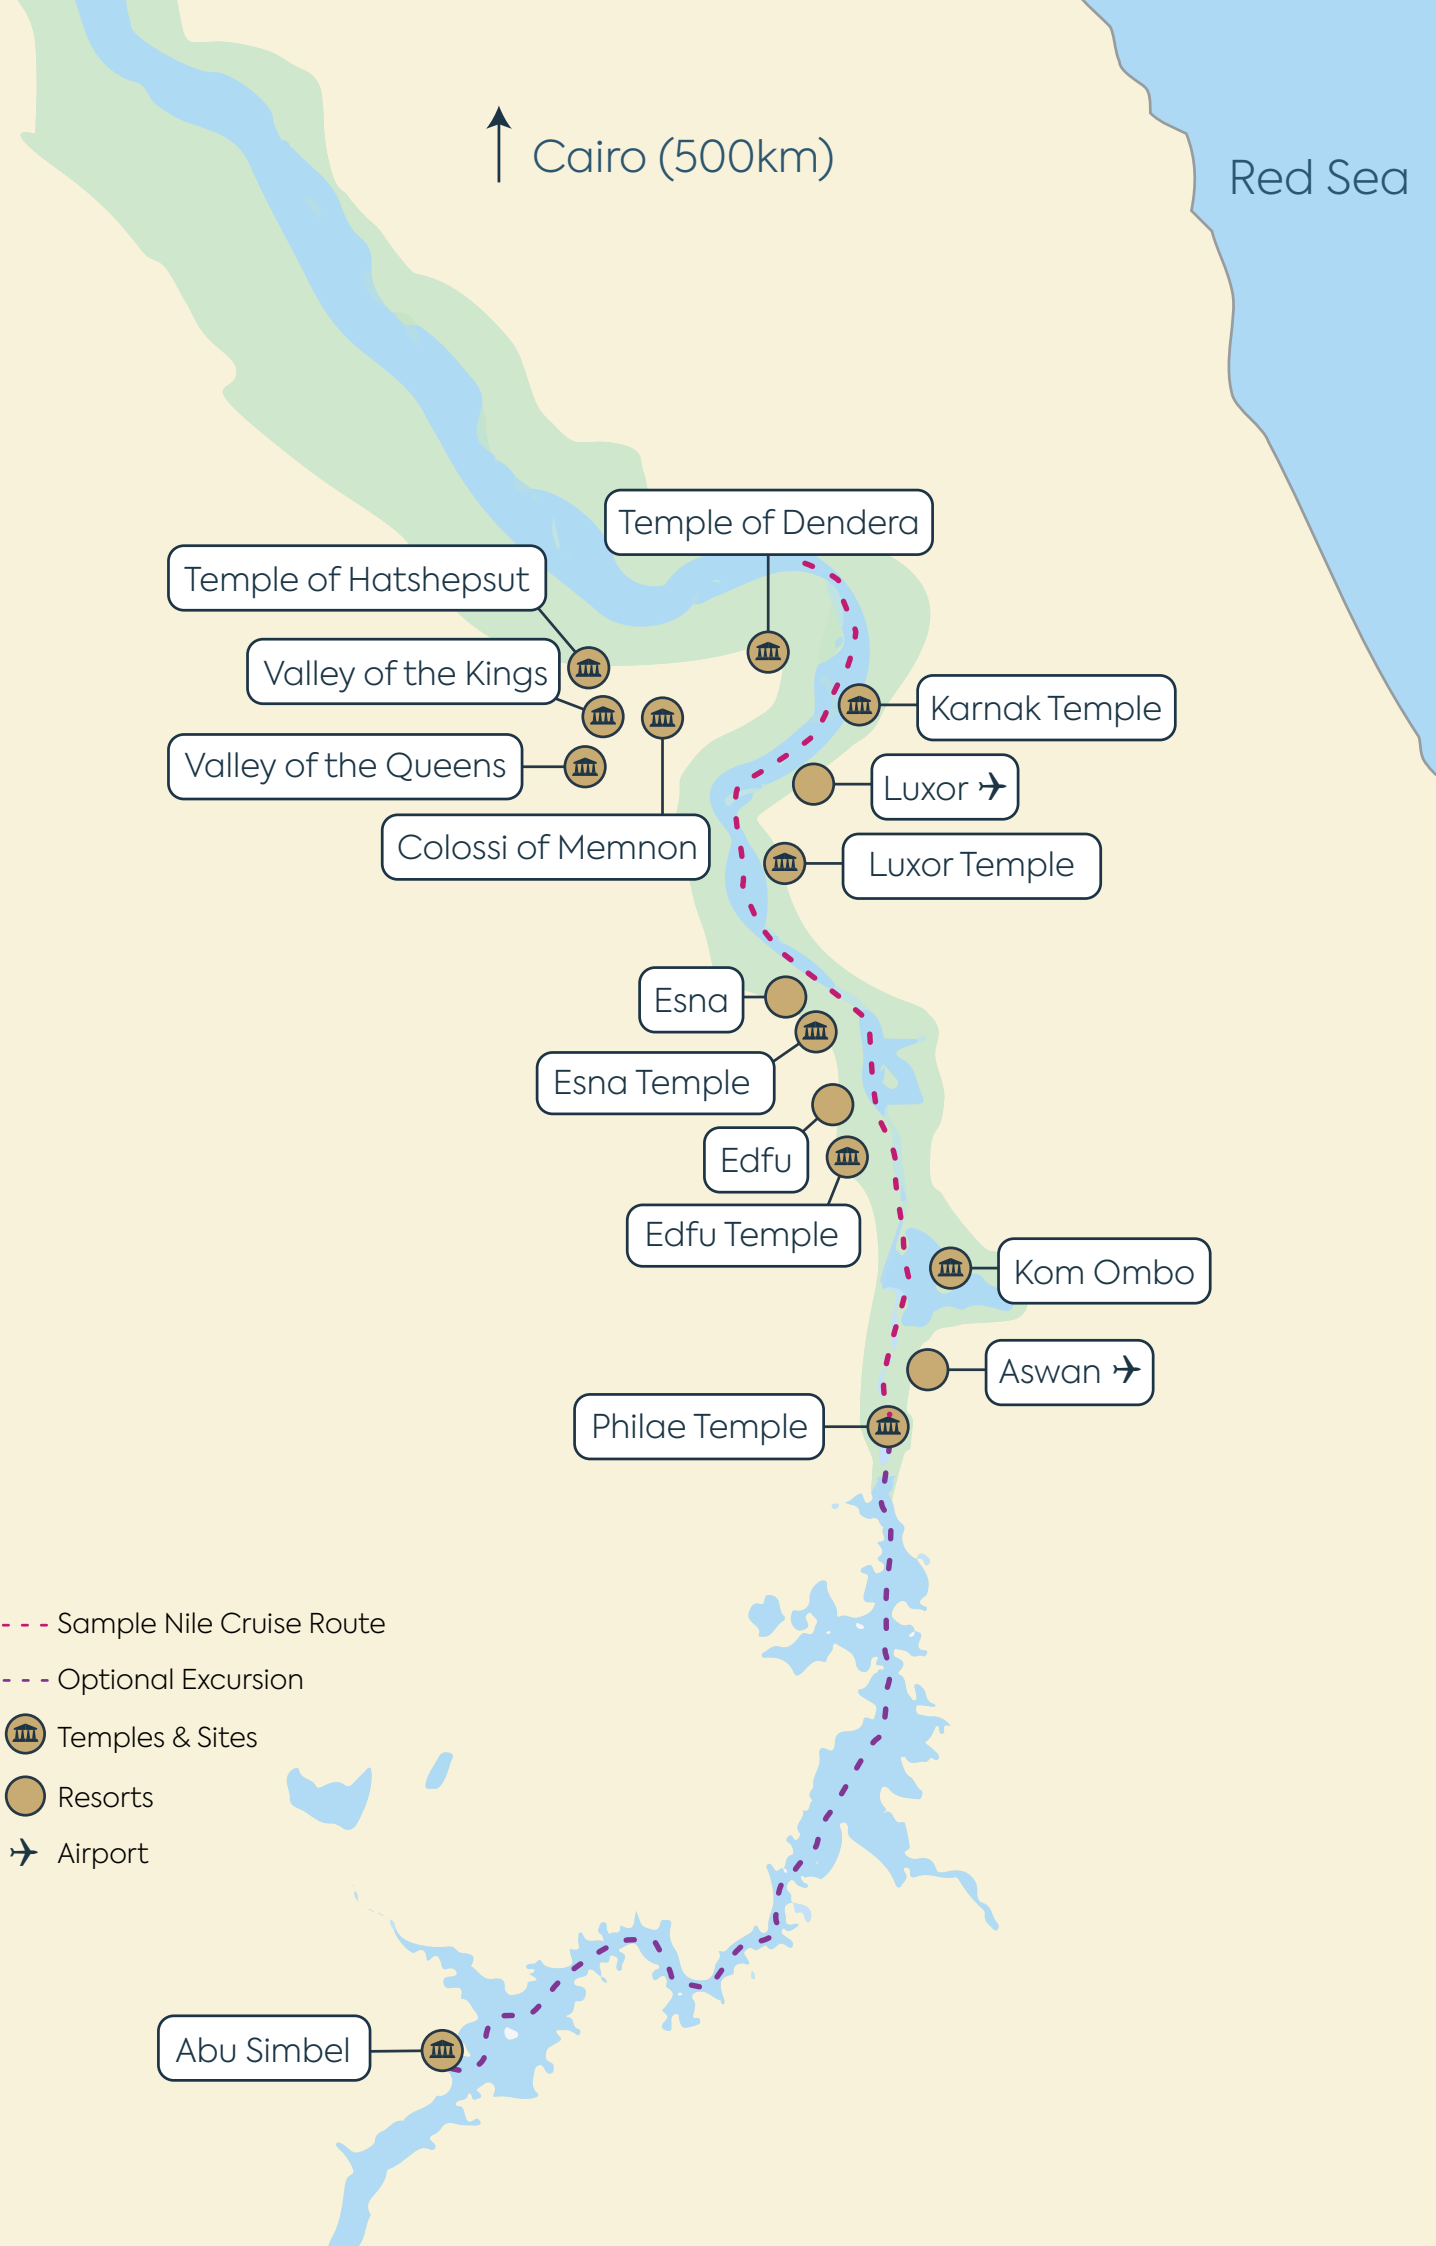 Cairo (500km)
Red Sea
Temple of Dendera
Temple of Hatshepsut
Valley of the Kings
Karnak Temple
Valley of the Queens
Luxor
Colossi of Memnon
Luxor Temple
Esna
Esna Temple
Edfu
Edfu Temple
Kom Ombo
Aswan
Philae Temple
Sample Nile Cruise Route
Optional Excursion
Temples & Sites
Resorts
Airport
Abu Simbel